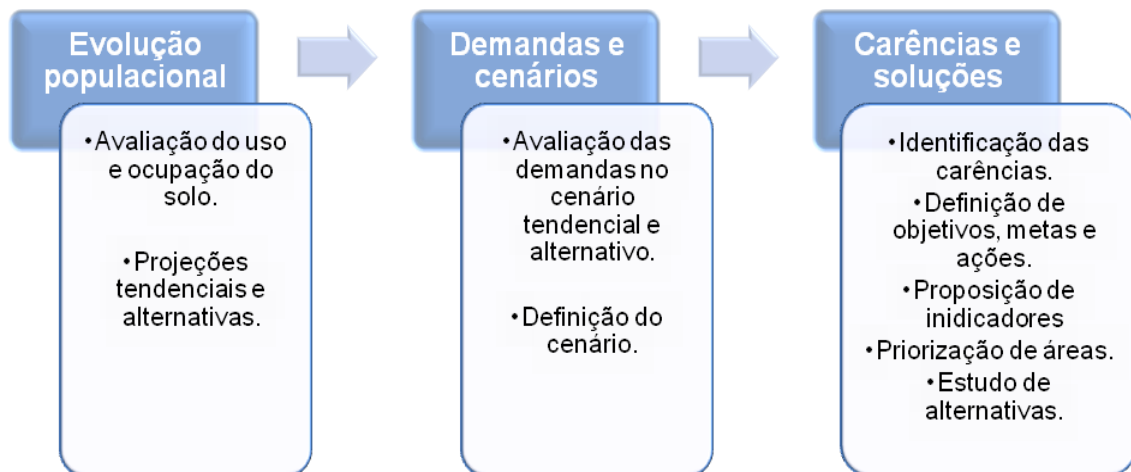 Evolução
populacional
•Avaliação do uso
e ocupação do
solo.
•Projeções
tendenciais e
alternativas.
Demandas e
cenários
•Avaliação das
demandas no
cenário
tendencial e
alternativo.
•Definição do
cenário.
Carências e
soluções
•Identificação das
carências.
•Definição de
objetivos, metas e
ações.
•Proposição de
inidicadores
•Priorização de áreas.
•Estudo de
alternativas.